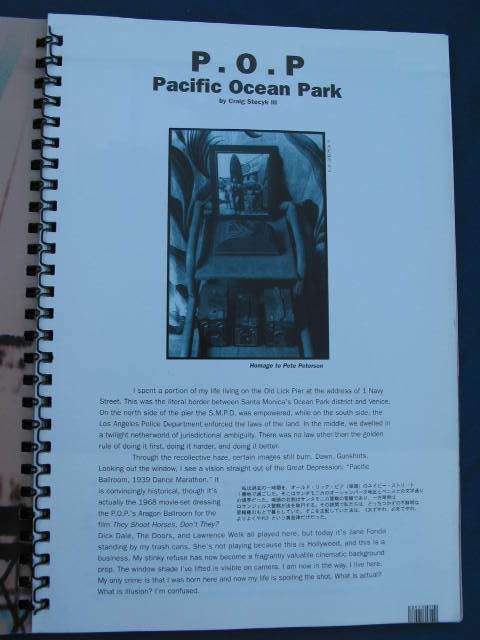 P.O.P
Pacific Ocean Park
by Craig Stecyk III
Homage to Pete Peterson
I spent a portion of my life living on the Old Lick Pier at the address of 1 Navy
Street. This was the literal border between Santa Monica's Ocean Park district and Venice.
On the north side of the pier the S.M.P.D. was empowered, while on the south side, the
Los Angeles Police Department enforced the laws of the land. In the middle, we dwelled in
a twilight netherworld of jurisdictional ambiguity. There was no law other than the golden
rule of doing it first, doing it harder, and doing it better.
Through the recollective haze, certain images still burn. Dawn. Gunshots.
Looking out the window, I see a vision straight out of the Great Depression: "Pacific
Ballroom, 1939 Dance Marathon." It
is convincingly historical, though it's
actually the 1968 movie-set dressing
the P.O.P.'s Aragon Ballroom for the
film They Shoot Horses, Don't They?
Dick Dale, The Doors, and Lawrence Welk all played here, but today it's Jane Fonda
standing by my trash cans. She's not playing because this is Hollywood, and this is a
business. My stinky refuse has now become a fragrantly valuable cinematic background
prop. The window shade I've lifted is visible on camera. I am now in the way. I live here.
My only crime is that I was born here and now my life is spoiling the shot. What is actual?
What is illusion? I'm confused.